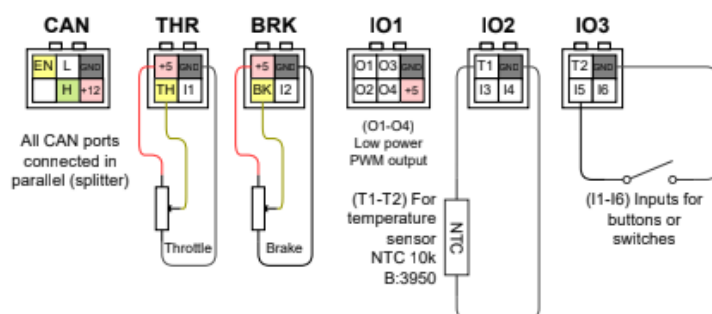 CAN THR BRK IO1 IO2 IO3
EN L GND +5 GND +5 GND O1 O3 GND T1 GND T2 GND
H +12 TH I1 BK I2 O2 O4 +5 I3 I4 I5 I6
All CAN ports
connected in
parallel (splitter)
Throttle
Brake
(O1-O4)
Low power
PWM output
(T1-T2) For
temperature
sensor
NTC 10k
B:3950
NTC
(I1-I6) Inputs for
buttons or
switches